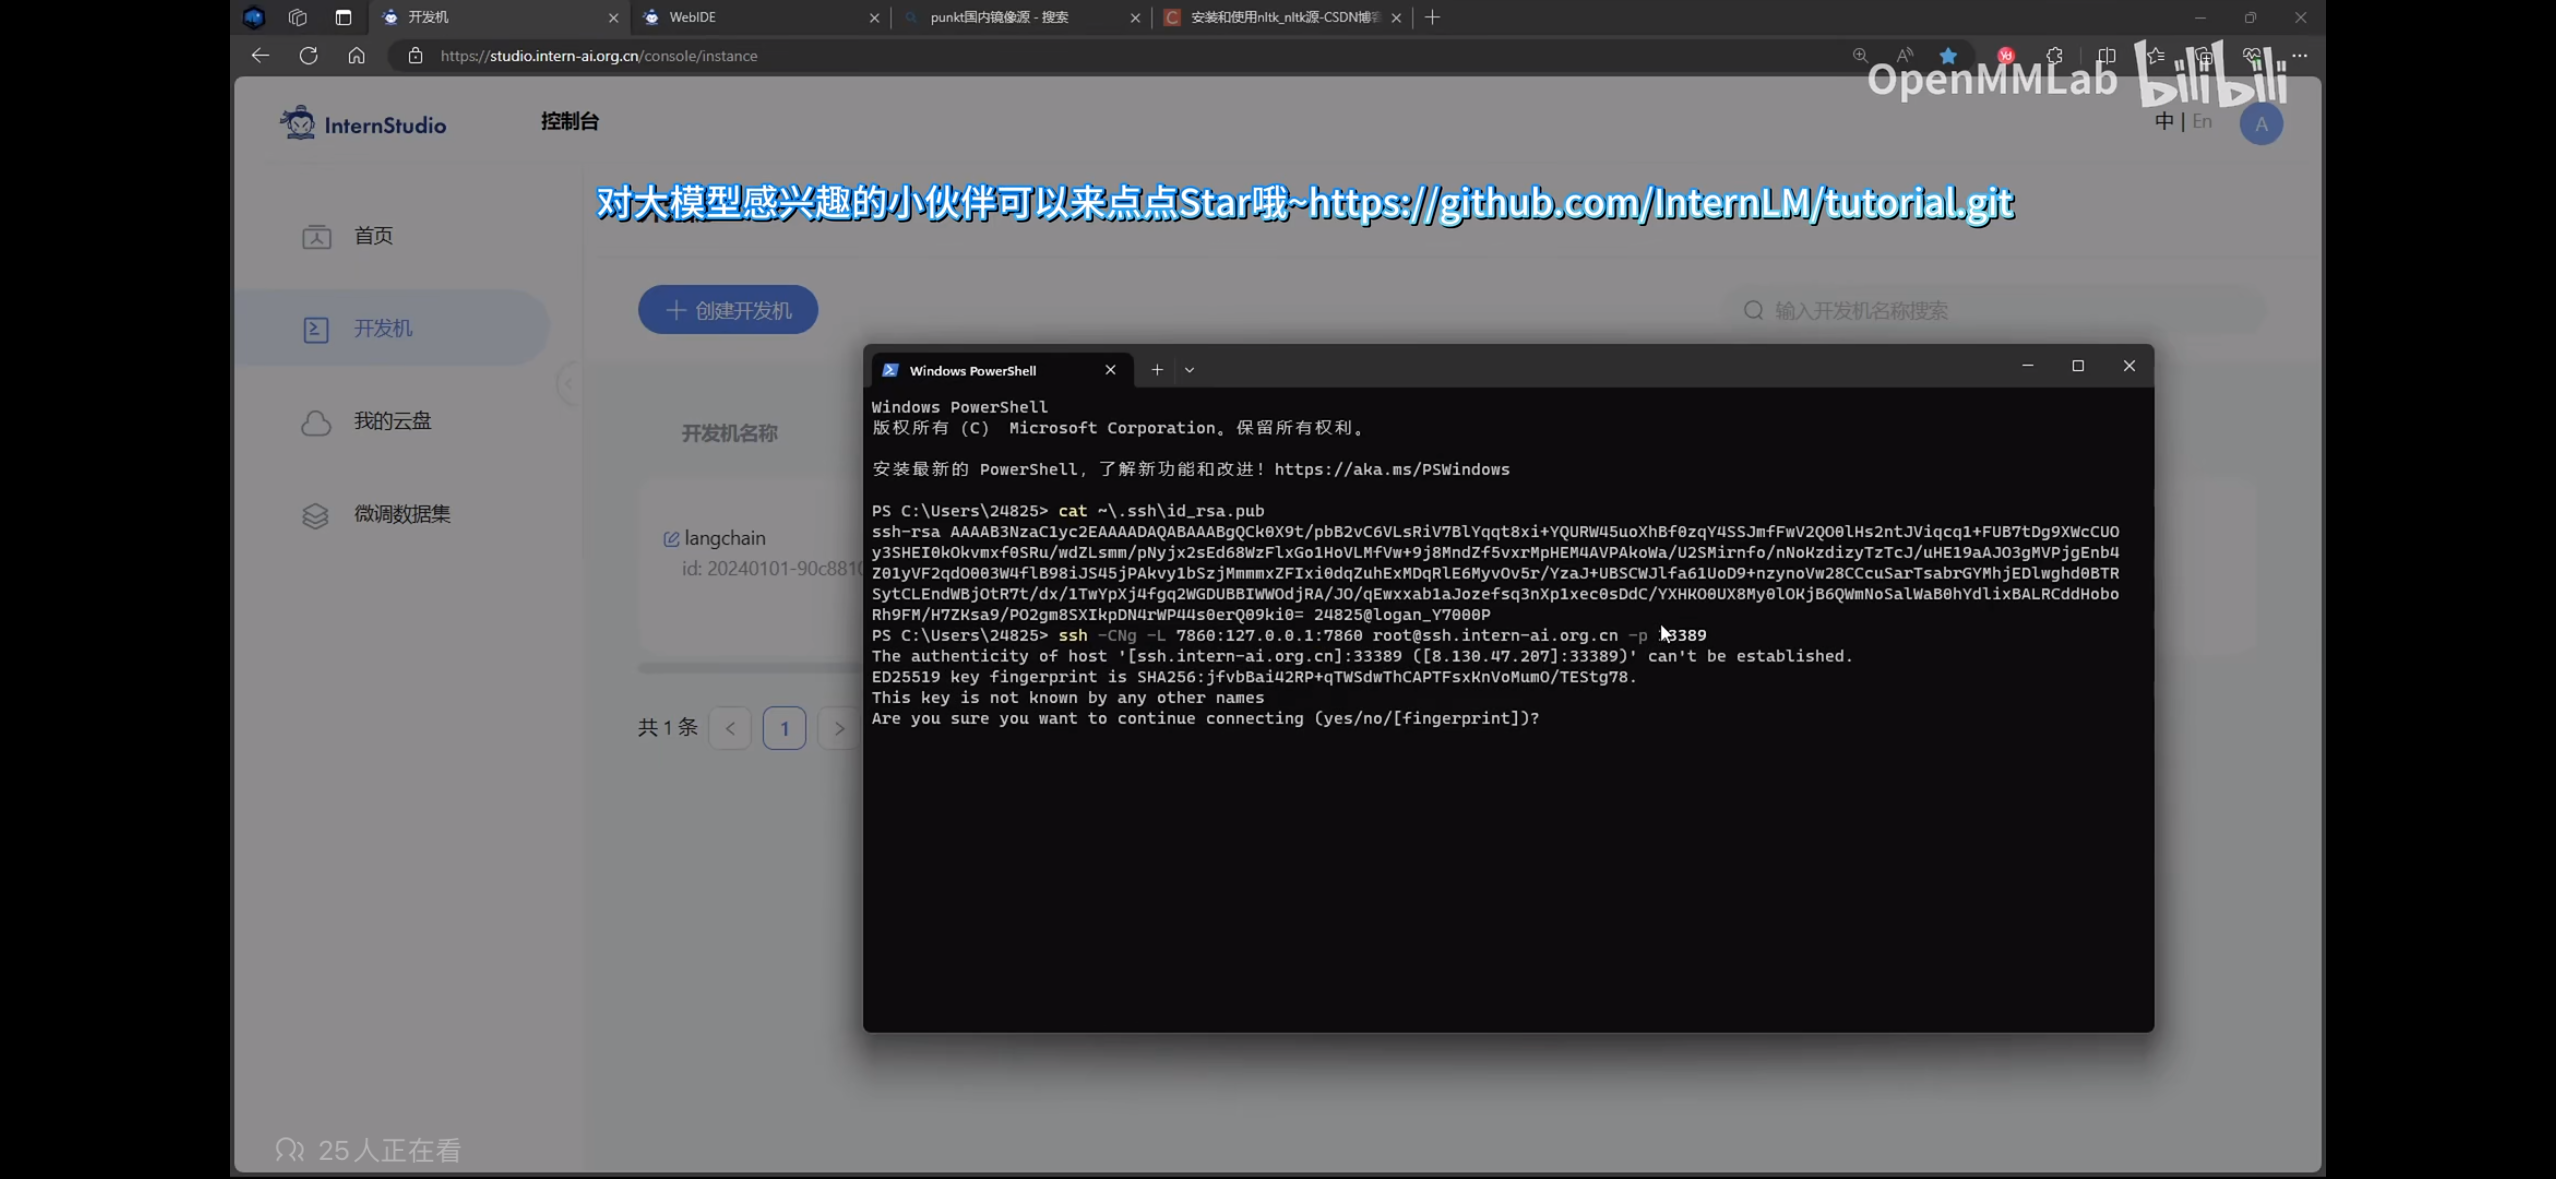 开发机
WebIDE
punkt国内镜像源 - 搜索
安装和使用nltk_nltk源-CSDN博客
https://studio.intern-ai.org.cn/console/instance
OpenMMLab bilibili
InternStudio
控制台
中 | En
A
对大模型感兴趣的小伙伴可以来点点Star哦~https://github.com/InternLM/tutorial.git
首页
开发机
我的云盘
微调数据集
创建开发机
输入开发机名称搜索
开发机名称
langchain
id: 20240101-90c8810
共 1 条
1
Windows PowerShell
Windows PowerShell
版权所有 (C) Microsoft Corporation。保留所有权利。
安装最新的 PowerShell,了解新功能和改进!https://aka.ms/PSWindows
PS C:\Users\24825> cat ~\.ssh\id_rsa.pub
ssh-rsa AAAAB3NzaC1yc2EAAAADAQABAAABgQCk0X9t/pbB2vC6VLsRiV7BlYqqt8xi+YQURW45uoXhBf0zqY4SSJmfFwV2QO0lHs2ntJViqcq1+FUB7tDg9XWcCUO
y3SHEI0kOkvmxf0SRu/wdZLsmm/pNyjx2sEd68WzFlxGo1HoVLMfVw+9j8MndZf5vxrMpHEM4AVPAkoWa/U2SMirnfo/nNoKzdizyTzTcJ/uHE19aAJO3gMVPjgEnb4
Z01yVF2qdO003W4flB98iJS45jPAkvy1bSzjMmmmxZFIxi0dqZuhExMDqRlE6MyvOv5r/YzaJ+UBSCWJlfa61UoD9+nzynoVw28CCcuSarTsabrGYMhjEDlwghd0BTR
SytCLEndWBjOtR7t/dx/1TwYpXj4fgq2WGDUBBIWWOdjRA/JO/qEwxxab1aJozefsq3nXp1xec0sDdC/YXHKO0UX8My0lOKjB6QWmNoSalWaB0hYdlixBALRCddHobo
Rh9FM/H7ZKsa9/PO2gm8SXIkpDN4rWP44s0erQ09ki0= 24825@logan_Y7000P
PS C:\Users\24825> ssh -CNg -L 7860:127.0.0.1:7860 root@ssh.intern-ai.org.cn -p 33389
The authenticity of host '[ssh.intern-ai.org.cn]:33389 ([8.130.47.207]:33389)' can't be established.
ED25519 key fingerprint is SHA256:jfvbBai42RP+qTWSdwThCAPTFsxKnVoMumO/TEStg78.
This key is not known by any other names
Are you sure you want to continue connecting (yes/no/[fingerprint])?
25人正在看